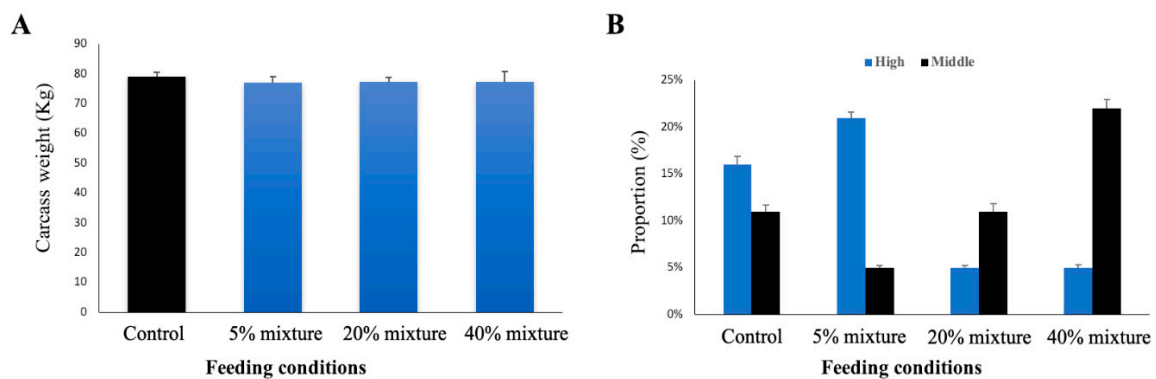 A
Carcass weight (Kg)
90
80
70
60
50
40
30
20
10
0
Control 5% mixture 20% mixture 40% mixture
Feeding conditions
B
High Middle
Proportion (%)
25%
20%
15%
10%
5%
0%
Control 5% mixture 20% mixture 40% mixture
Feeding conditions